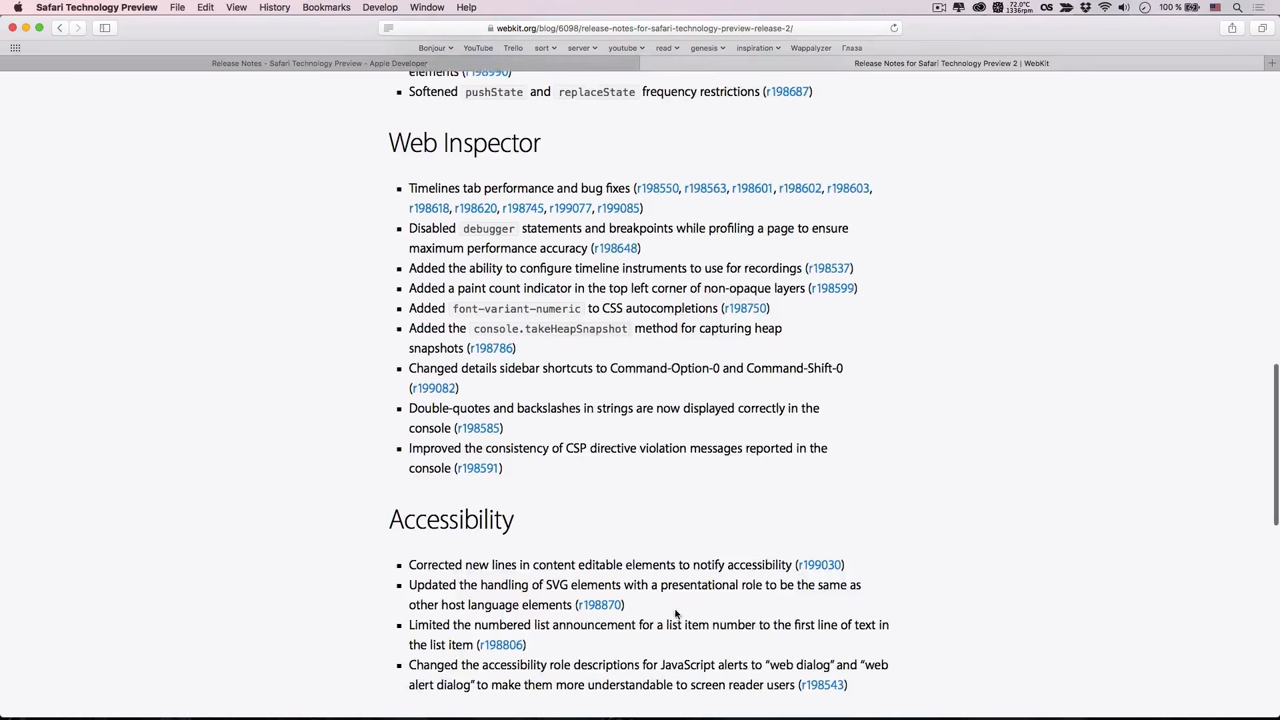 Safari Technology Preview File Edit View History Bookmarks Develop Window Help 72.0°C 1336rpm OS 100 %
webkit.org/blog/6098/release-notes-for-safari-technology-preview-release-2/
Bonjour YouTube Trello sort server youtube read genesis inspiration Wappalyzer Глаза
Release Notes - Safari Technology Preview - Apple Developer Release Notes for Safari Technology Preview 2 | WebKit
elements (r198990)
Softened pushState and replaceState frequency restrictions (r198687)
Web Inspector
Timelines tab performance and bug fixes (r198550, r198563, r198601, r198602, r198603,
r198618, r198620, r198745, r199077, r199085)
Disabled debugger statements and breakpoints while profiling a page to ensure
maximum performance accuracy (r198648)
Added the ability to configure timeline instruments to use for recordings (r198537)
Added a paint count indicator in the top left corner of non-opaque layers (r198599)
Added font-variant-numeric to CSS autocompletions (r198750)
Added the console.takeHeapSnapshot method for capturing heap
snapshots (r198786)
Changed details sidebar shortcuts to Command-Option-0 and Command-Shift-0
(r199082)
Double-quotes and backslashes in strings are now displayed correctly in the
console (r198585)
Improved the consistency of CSP directive violation messages reported in the
console (r198591)
Accessibility
Corrected new lines in content editable elements to notify accessibility (r199030)
Updated the handling of SVG elements with a presentational role to be the same as
other host language elements (r198870)
Limited the numbered list announcement for a list item number to the first line of text in
the list item (r198806)
Changed the accessibility role descriptions for JavaScript alerts to “web dialog” and “web
alert dialog” to make them more understandable to screen reader users (r198543)